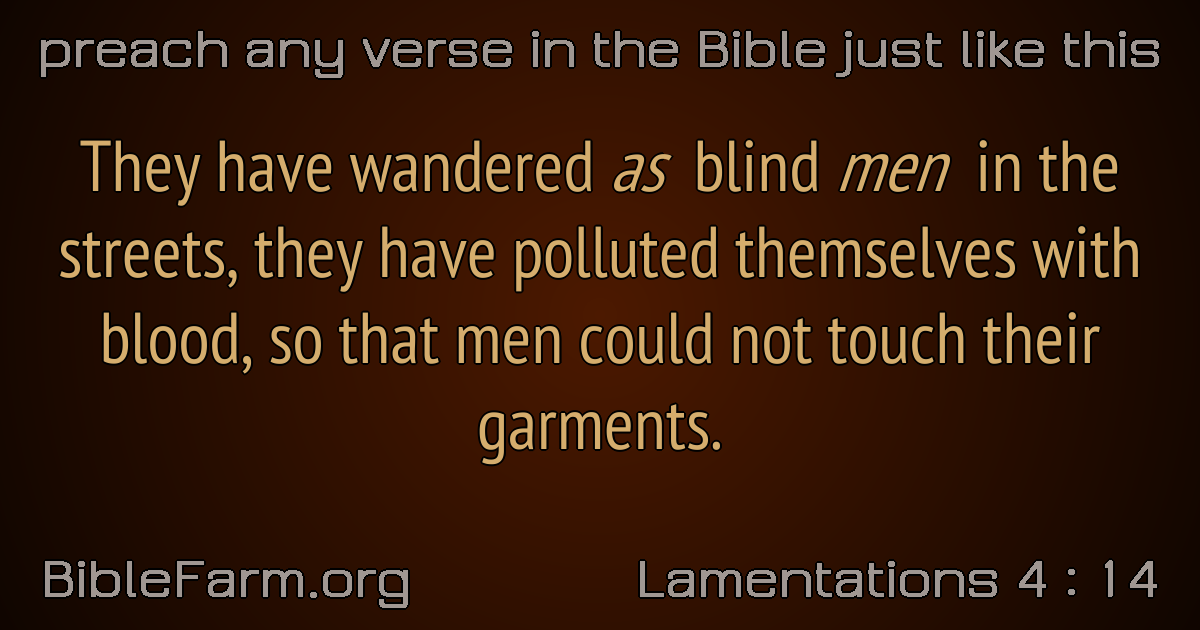 preach any verse in the Bible just like this
They have wandered as blind men in the
streets, they have polluted themselves with
blood, so that men could not touch their
garments.
BibleFarm.org
Lamentations 4 : 14